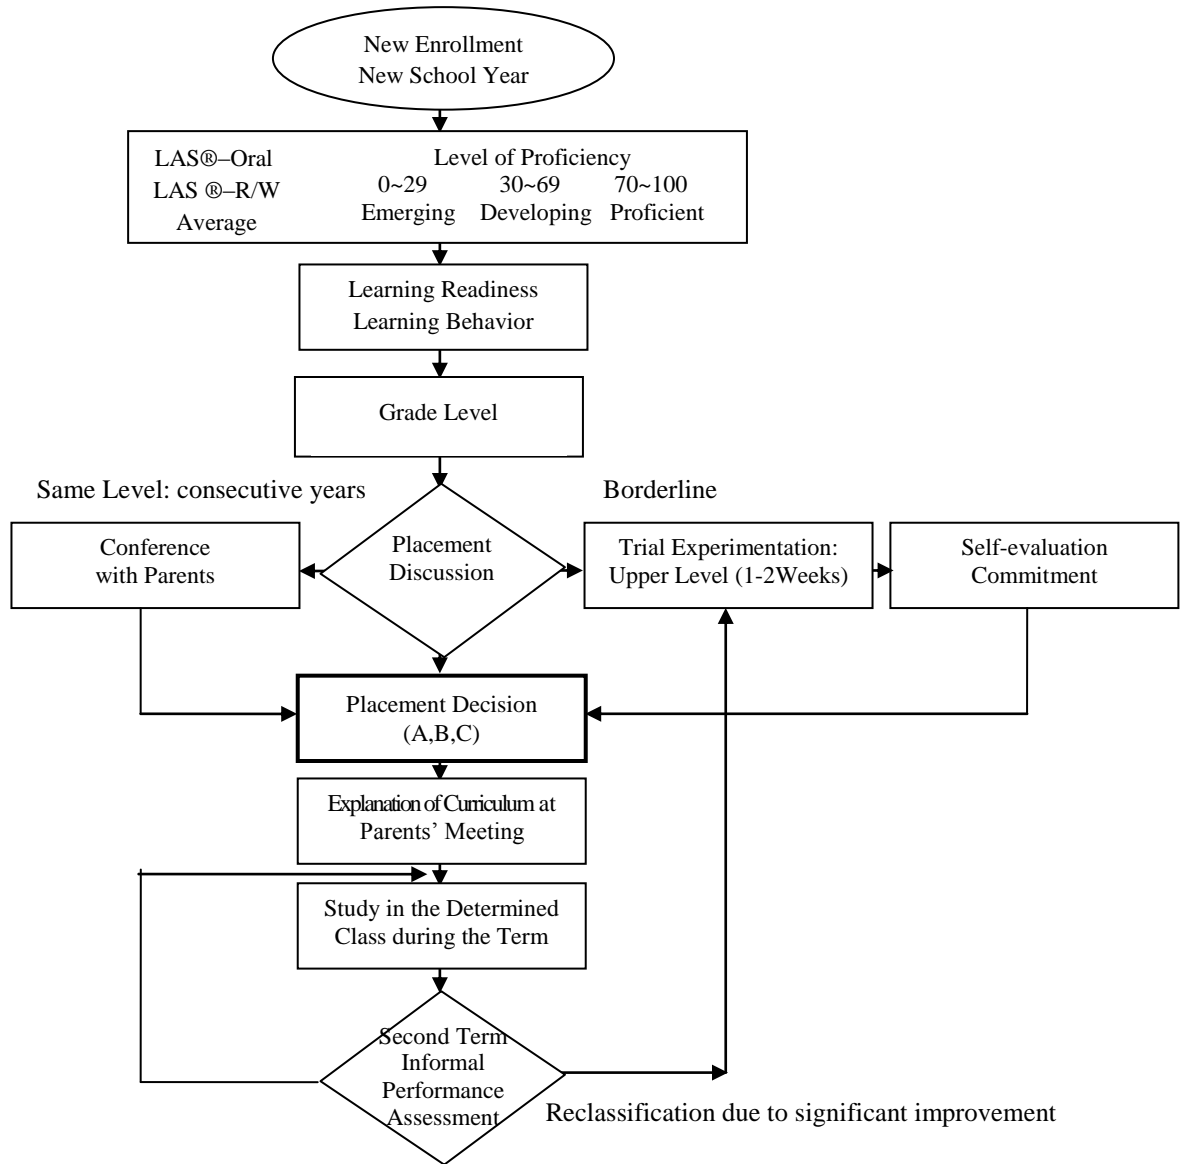 New Enrollment
New School Year
LAS®–Oral
LAS ®–R/W
Average
Level of Proficiency
0~29 30~69 70~100
Emerging Developing Proficient
Learning Readiness
Learning Behavior
Grade Level
Same Level: consecutive years
Borderline
Conference
with Parents
Placement
Discussion
Trial Experimentation:
Upper Level (1-2Weeks)
Self-evaluation
Commitment
Placement Decision
(A,B,C)
Explanation of Curriculum at
Parents’ Meeting
Study in the Determined
Class during the Term
Second Term
Informal
Performance
Assessment
Reclassification due to significant improvement